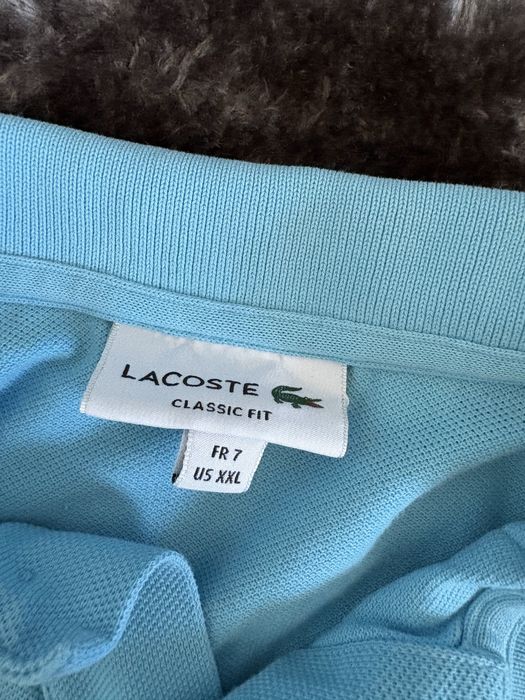 LACOSTE
CLASSIC FIT
FR 7
US XXL